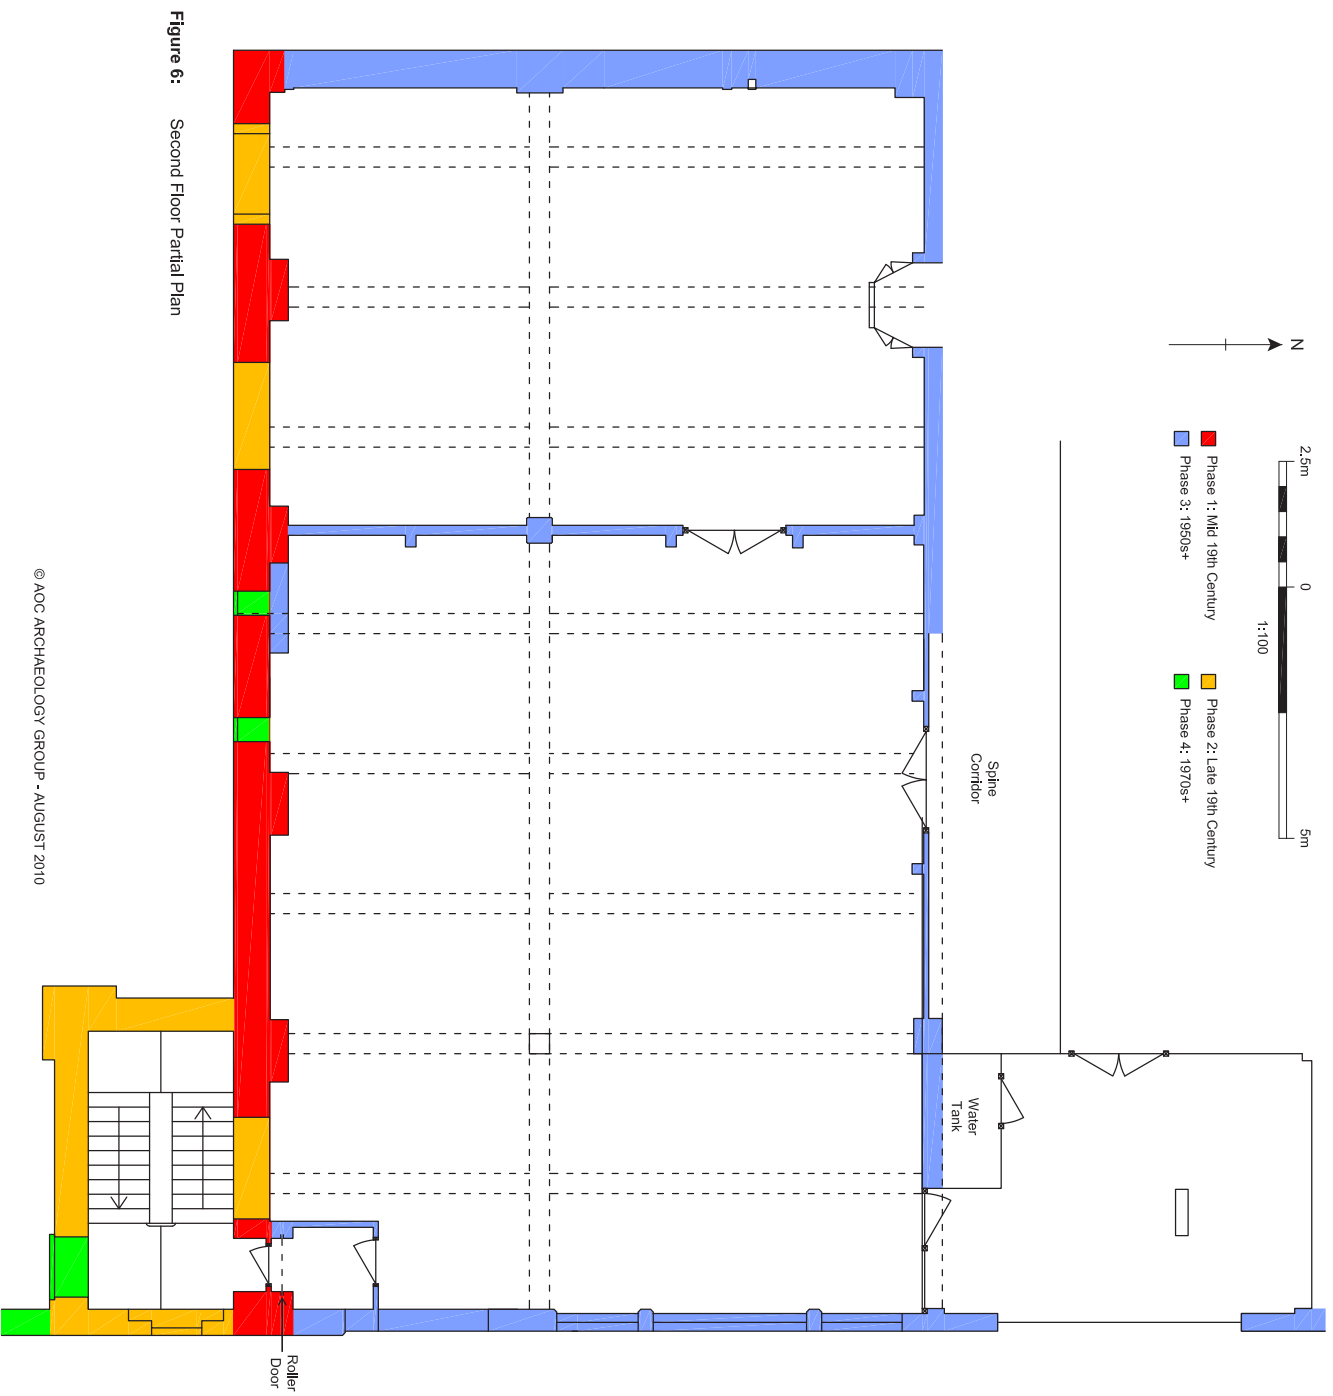 N
2.5m 0 5m
1:100
Phase 1: Mid 19th Century
Phase 2: Late 19th Century
Phase 3: 1950s+
Phase 4: 1970s+
Spine
Corridor
Water
Tank
Roller
Door
Figure 6: Second Floor Partial Plan
© AOC ARCHAEOLOGY GROUP - AUGUST 2010